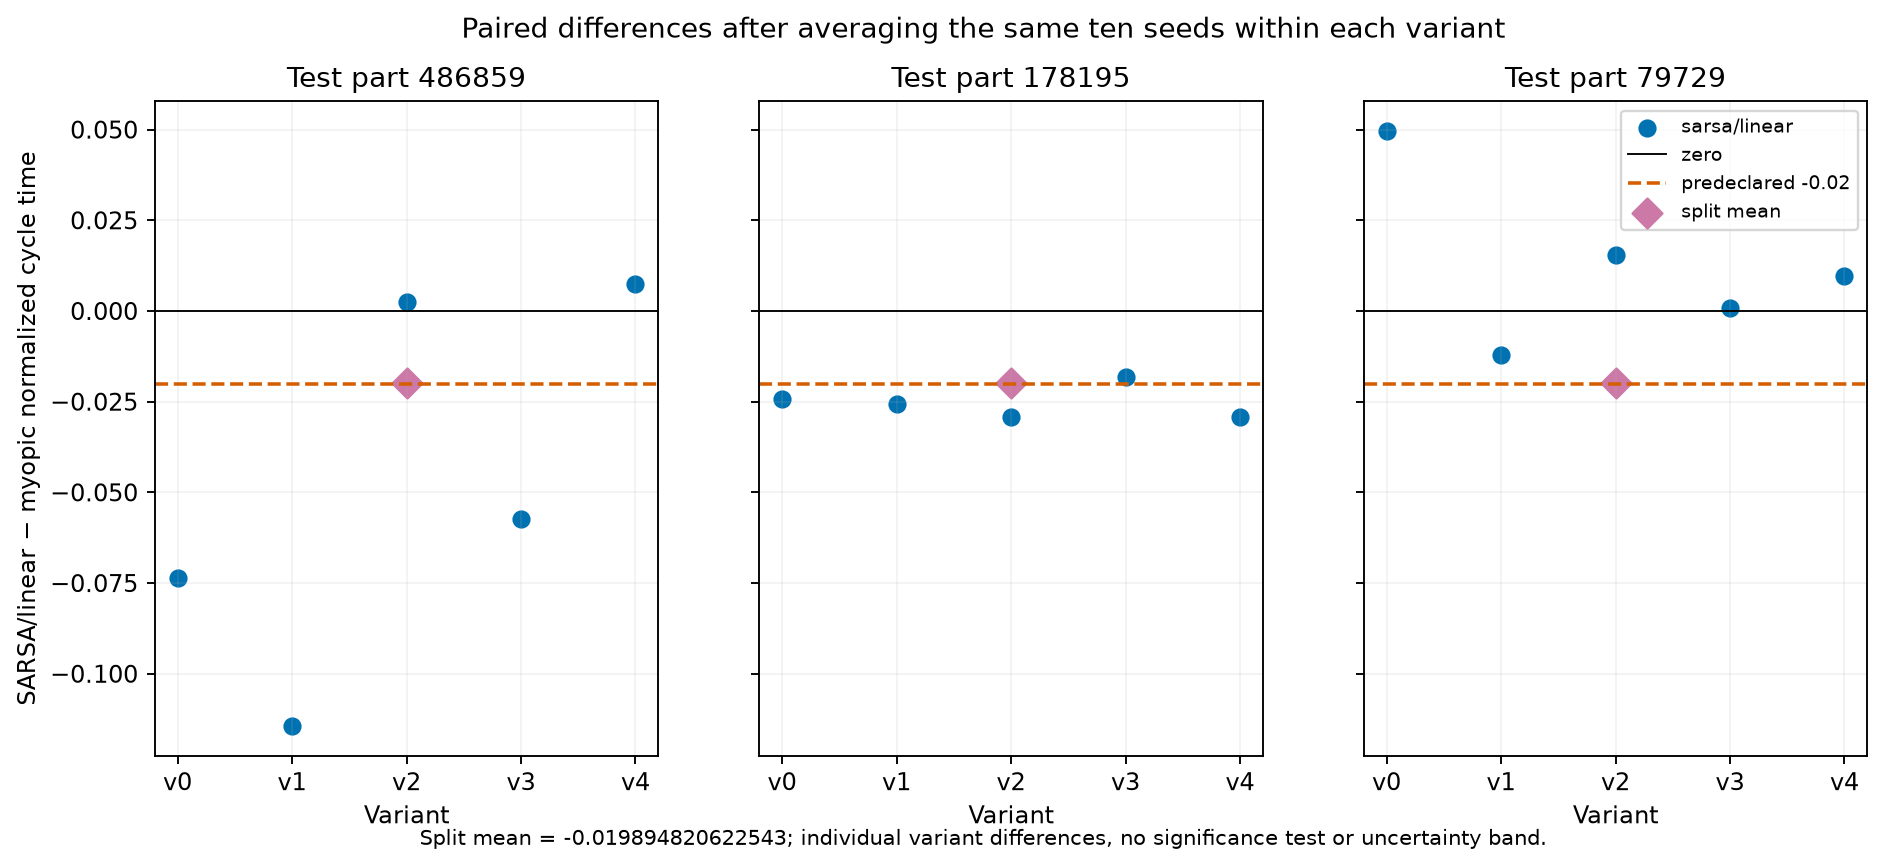 Paired differences after averaging the same ten seeds within each variant
Test part 486859
Test part 178195
Test part 79729
SARSA/linear − myopic normalized cycle time
0.050
0.025
0.000
−0.025
−0.050
−0.075
−0.100
sarsa/linear
zero
predeclared -0.02
split mean
v0 v1 v2 v3 v4
v0 v1 v2 v3 v4
v0 v1 v2 v3 v4
Variant
Variant
Variant
Split mean = -0.019894820622543; individual variant differences, no significance test or uncertainty band.